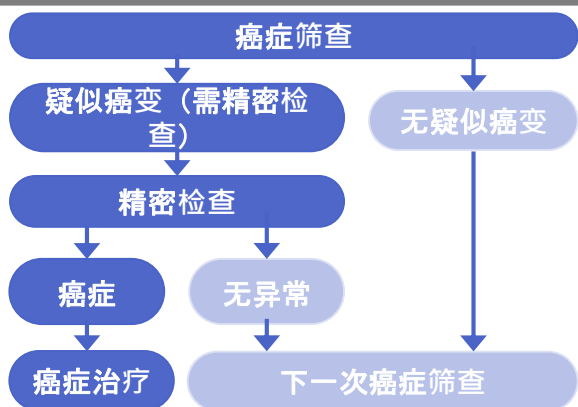 癌症筛查
疑似癌变（需精密检
查）
无疑似癌变
精密检查
癌症
无异常
癌症治疗
下一次癌症筛查